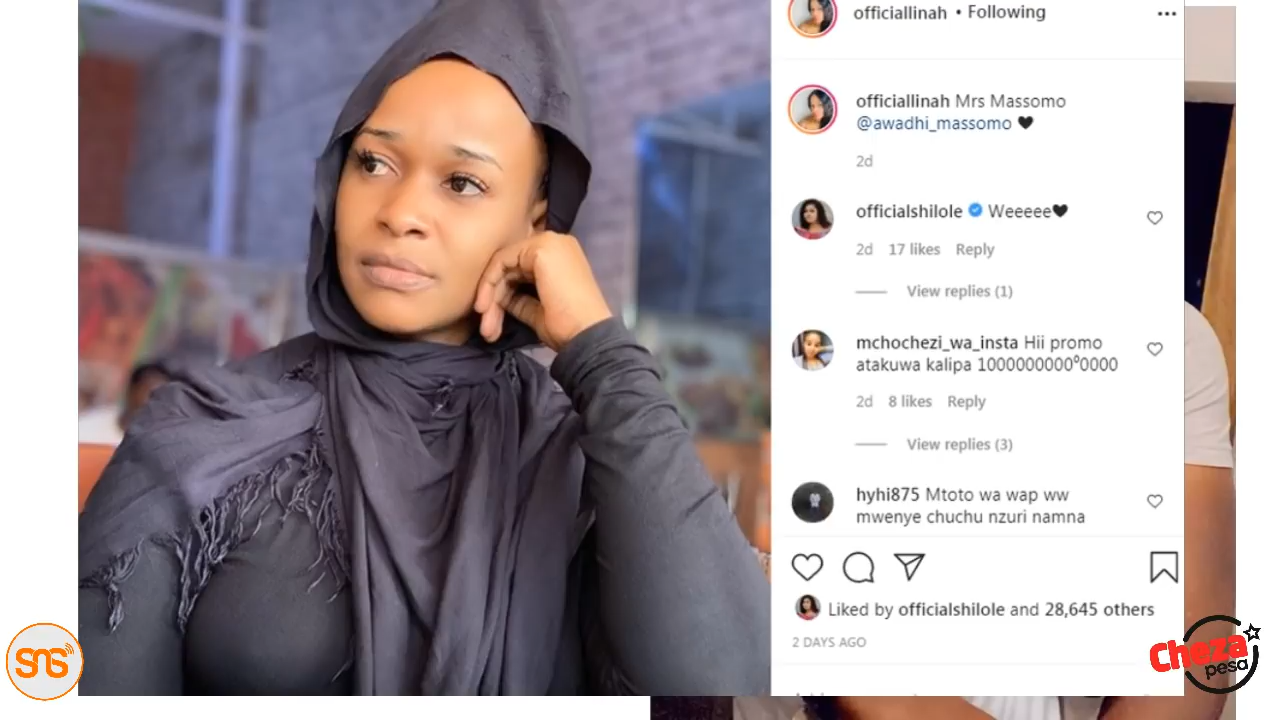 officiallinah • Following
officiallinah Mrs Massomo
@awadhi_massomo 🖤
2d
officialshilole Weeeee🖤
2d 17 likes Reply
View replies (1)
mchochezi_wa_insta Hii promo
atakuwa kalipa 1000000000⁰0000
2d 8 likes Reply
View replies (3)
hyhi875 Mtoto wa wap ww
mwenye chuchu nzuri namna
Liked by officialshilole and 28,645 others
2 DAYS AGO
SNS
Cheza
pesa